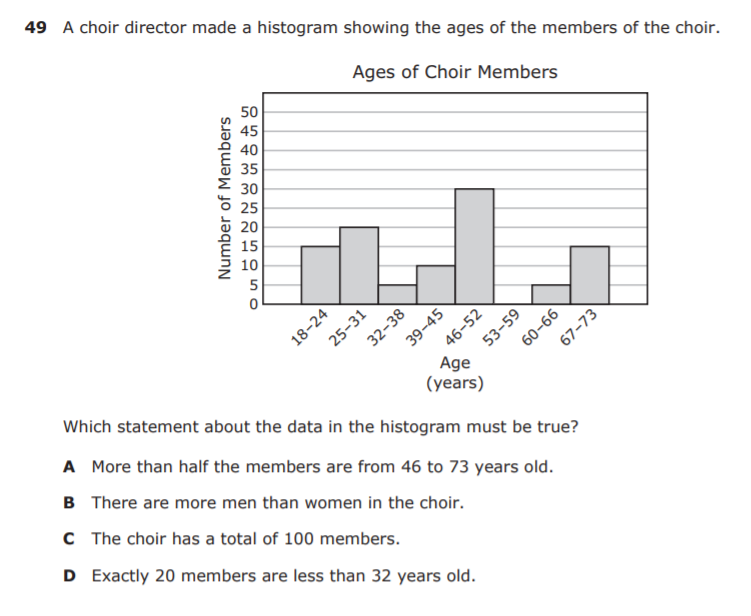 49 A choir director made a histogram showing the ages of the members of the choir.
Ages of Choir Members
Number of Members
50
45
40
35
30
25
20
15
10
5
0
18–24 25–31 32–38 39–45 46–52 53–59 60–66 67–73
Age
(years)
Which statement about the data in the histogram must be true?
A More than half the members are from 46 to 73 years old.
B There are more men than women in the choir.
C The choir has a total of 100 members.
D Exactly 20 members are less than 32 years old.